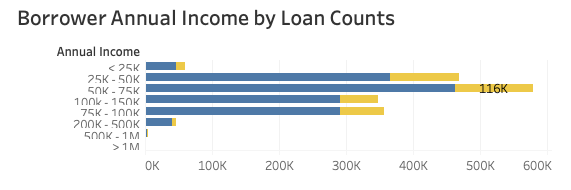 Borrower Annual Income by Loan Counts
Annual Income
< 25K
25K - 50K
50K - 75K
116K
100k - 150K
75K - 100K
200K - 500K
500K - 1M
> 1M
0K 100K 200K 300K 400K 500K 600K